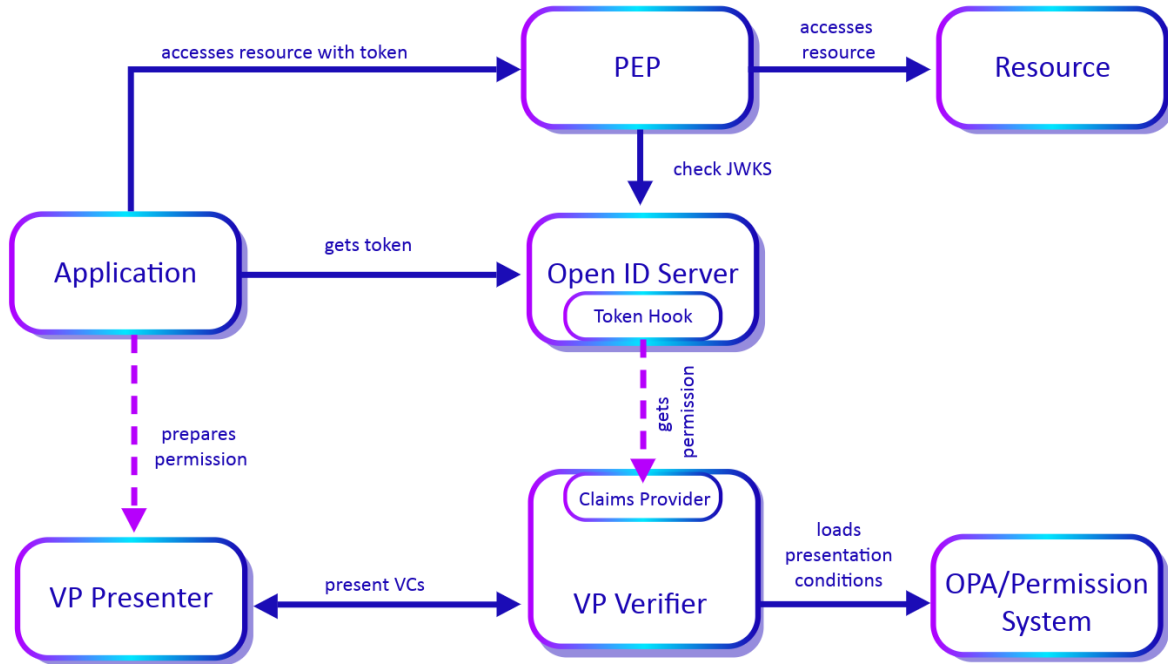 accesses resource with token
PEP
accesses
resource
Resource
check JWKS
Application
gets token
Open ID Server
Token Hook
prepares
permission
gets
permission
Claims Provider
VP Presenter
present VCs
VP Verifier
loads
presentation
conditions
OPA/Permission
System